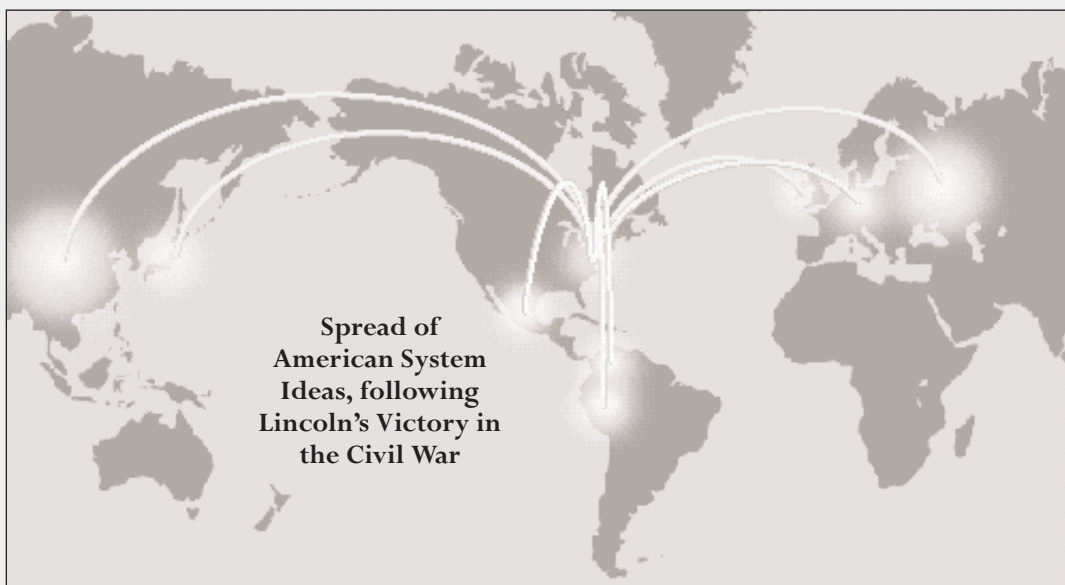 Spread of
American System
Ideas, following
Lincoln’s Victory in
the Civil War